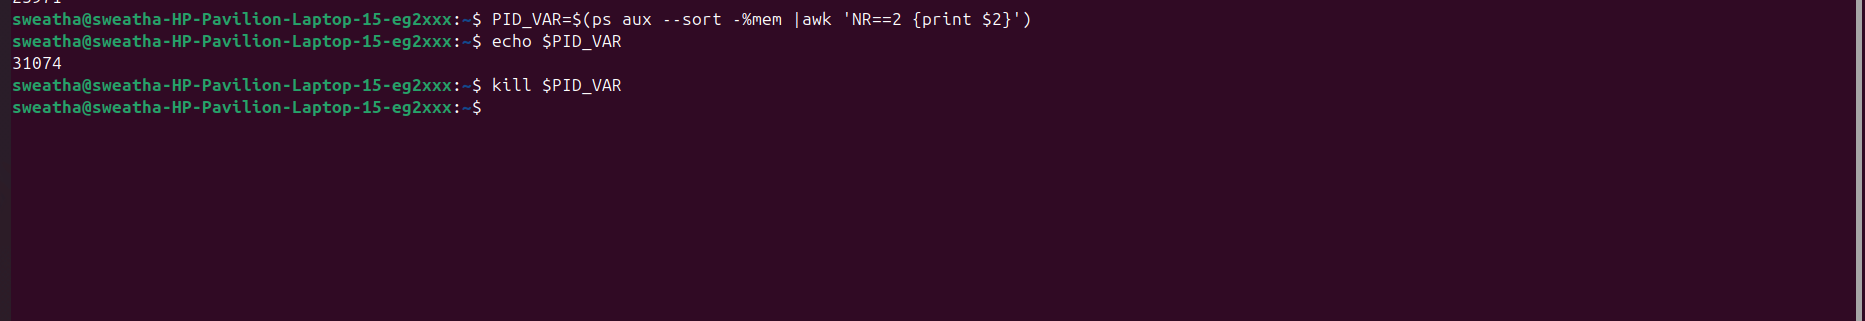 sweatha@sweatha-HP-Pavilion-Laptop-15-eg2xxx:~$ PID_VAR=$(ps aux --sort -%mem |awk 'NR==2 {print $2}')
sweatha@sweatha-HP-Pavilion-Laptop-15-eg2xxx:~$ echo $PID_VAR
31074
sweatha@sweatha-HP-Pavilion-Laptop-15-eg2xxx:~$ kill $PID_VAR
sweatha@sweatha-HP-Pavilion-Laptop-15-eg2xxx:~$